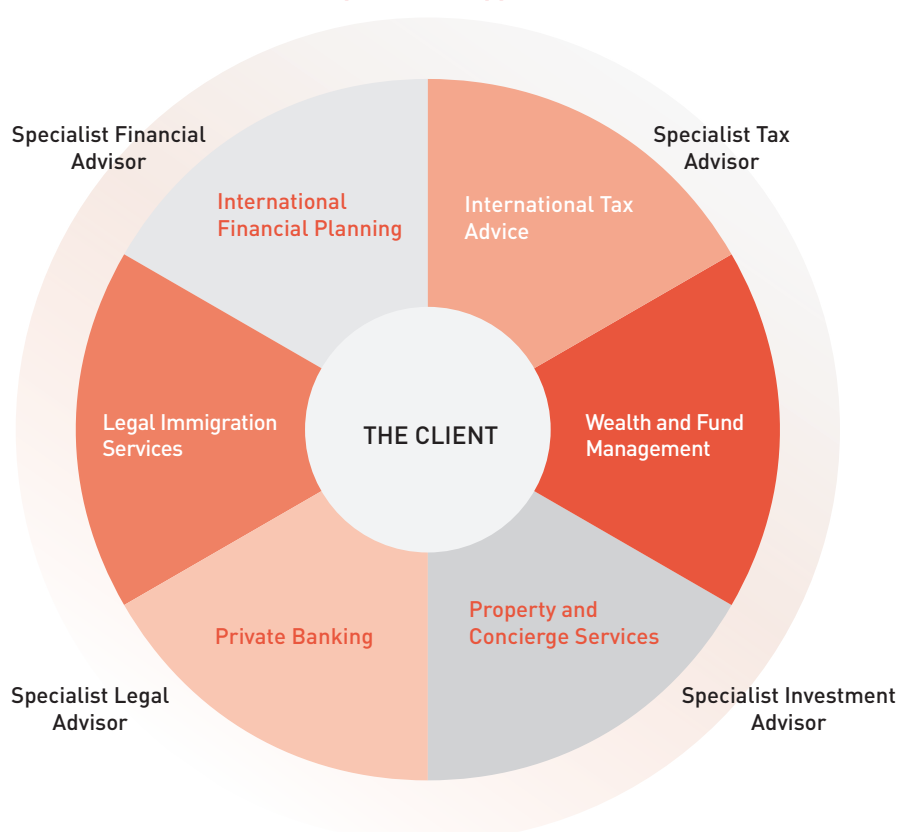 Specialist Financial
Advisor
Specialist Tax
Advisor
International
Financial Planning
International Tax
Advice
Legal Immigration
Services
THE CLIENT
Wealth and Fund
Management
Private Banking
Property and
Concierge Services
Specialist Legal
Advisor
Specialist Investment
Advisor